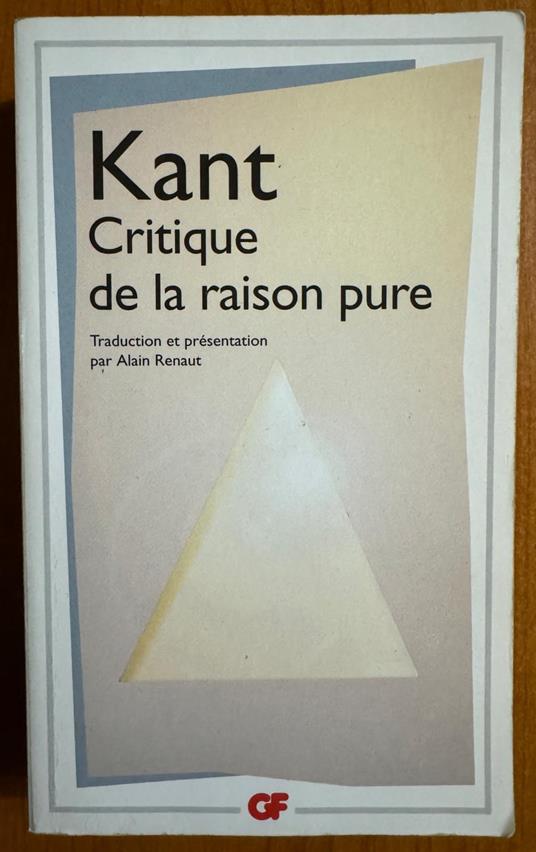 Kant
Critique
de la raison pure
Traduction et présentation
par Alain Renaut
GF